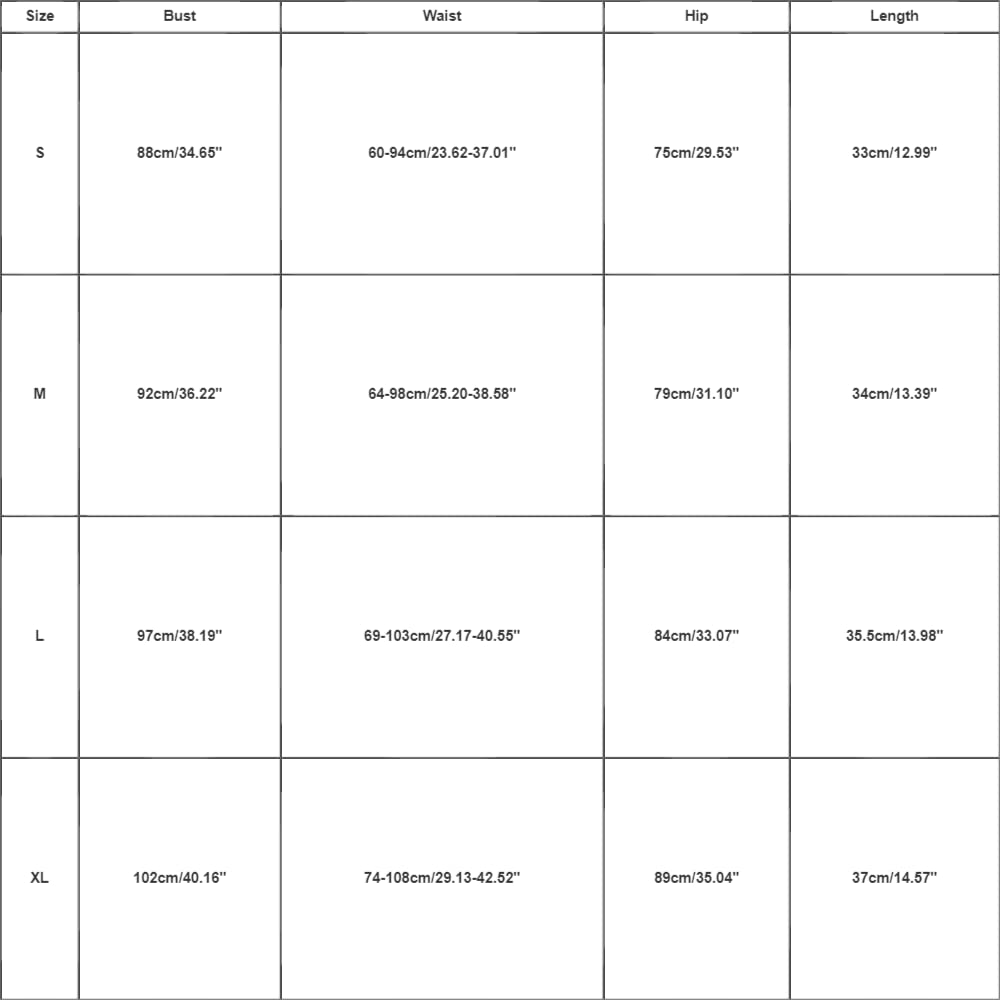 Size Bust Waist Hip Length
S 88cm/34.65" 60-94cm/23.62-37.01" 75cm/29.53" 33cm/12.99"
M 92cm/36.22" 64-98cm/25.20-38.58" 79cm/31.10" 34cm/13.39"
L 97cm/38.19" 69-103cm/27.17-40.55" 84cm/33.07" 35.5cm/13.98"
XL 102cm/40.16" 74-108cm/29.13-42.52" 89cm/35.04" 37cm/14.57"